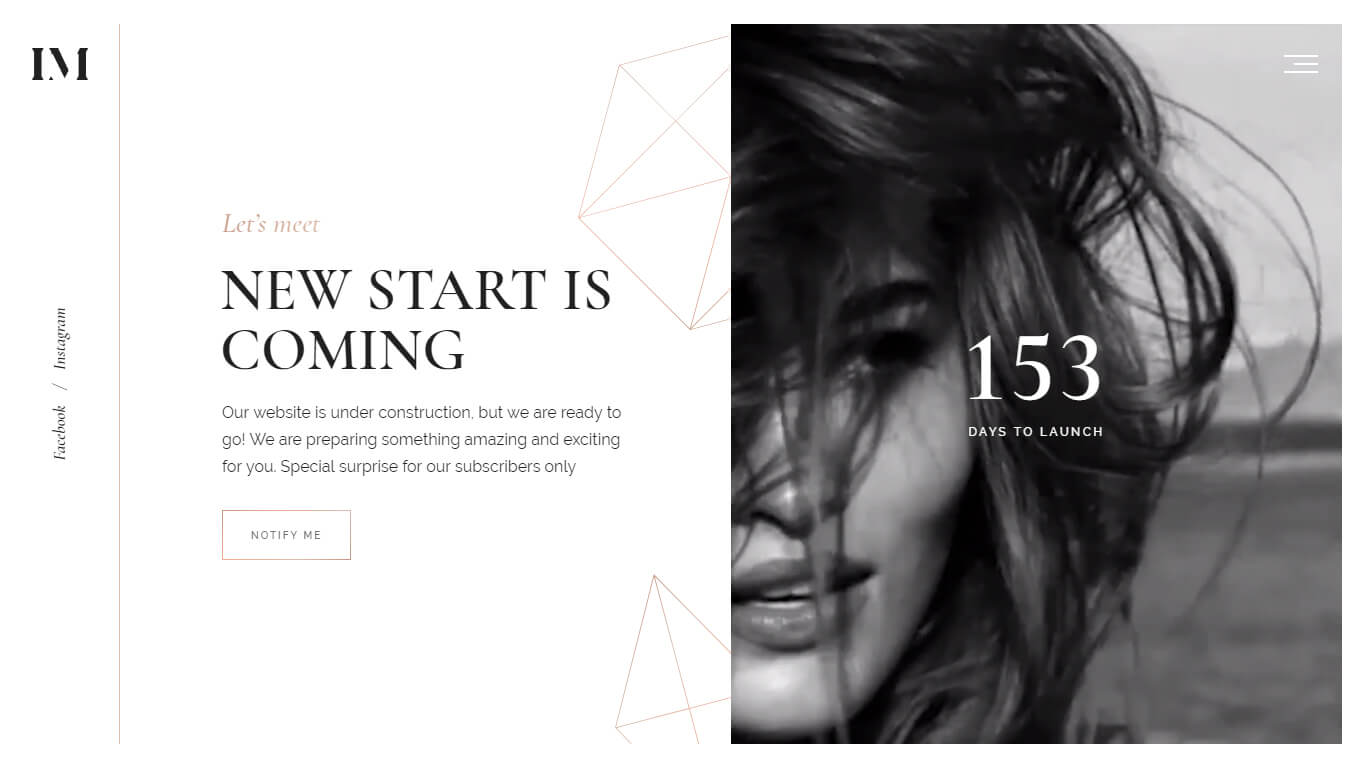 IM
Let's meet
NEW START IS
COMING
Our website is under construction, but we are ready to
go! We are preparing something amazing and exciting
for you. Special surprise for our subscribers only
NOTIFY ME
Facebook / Instagram
153
DAYS TO LAUNCH